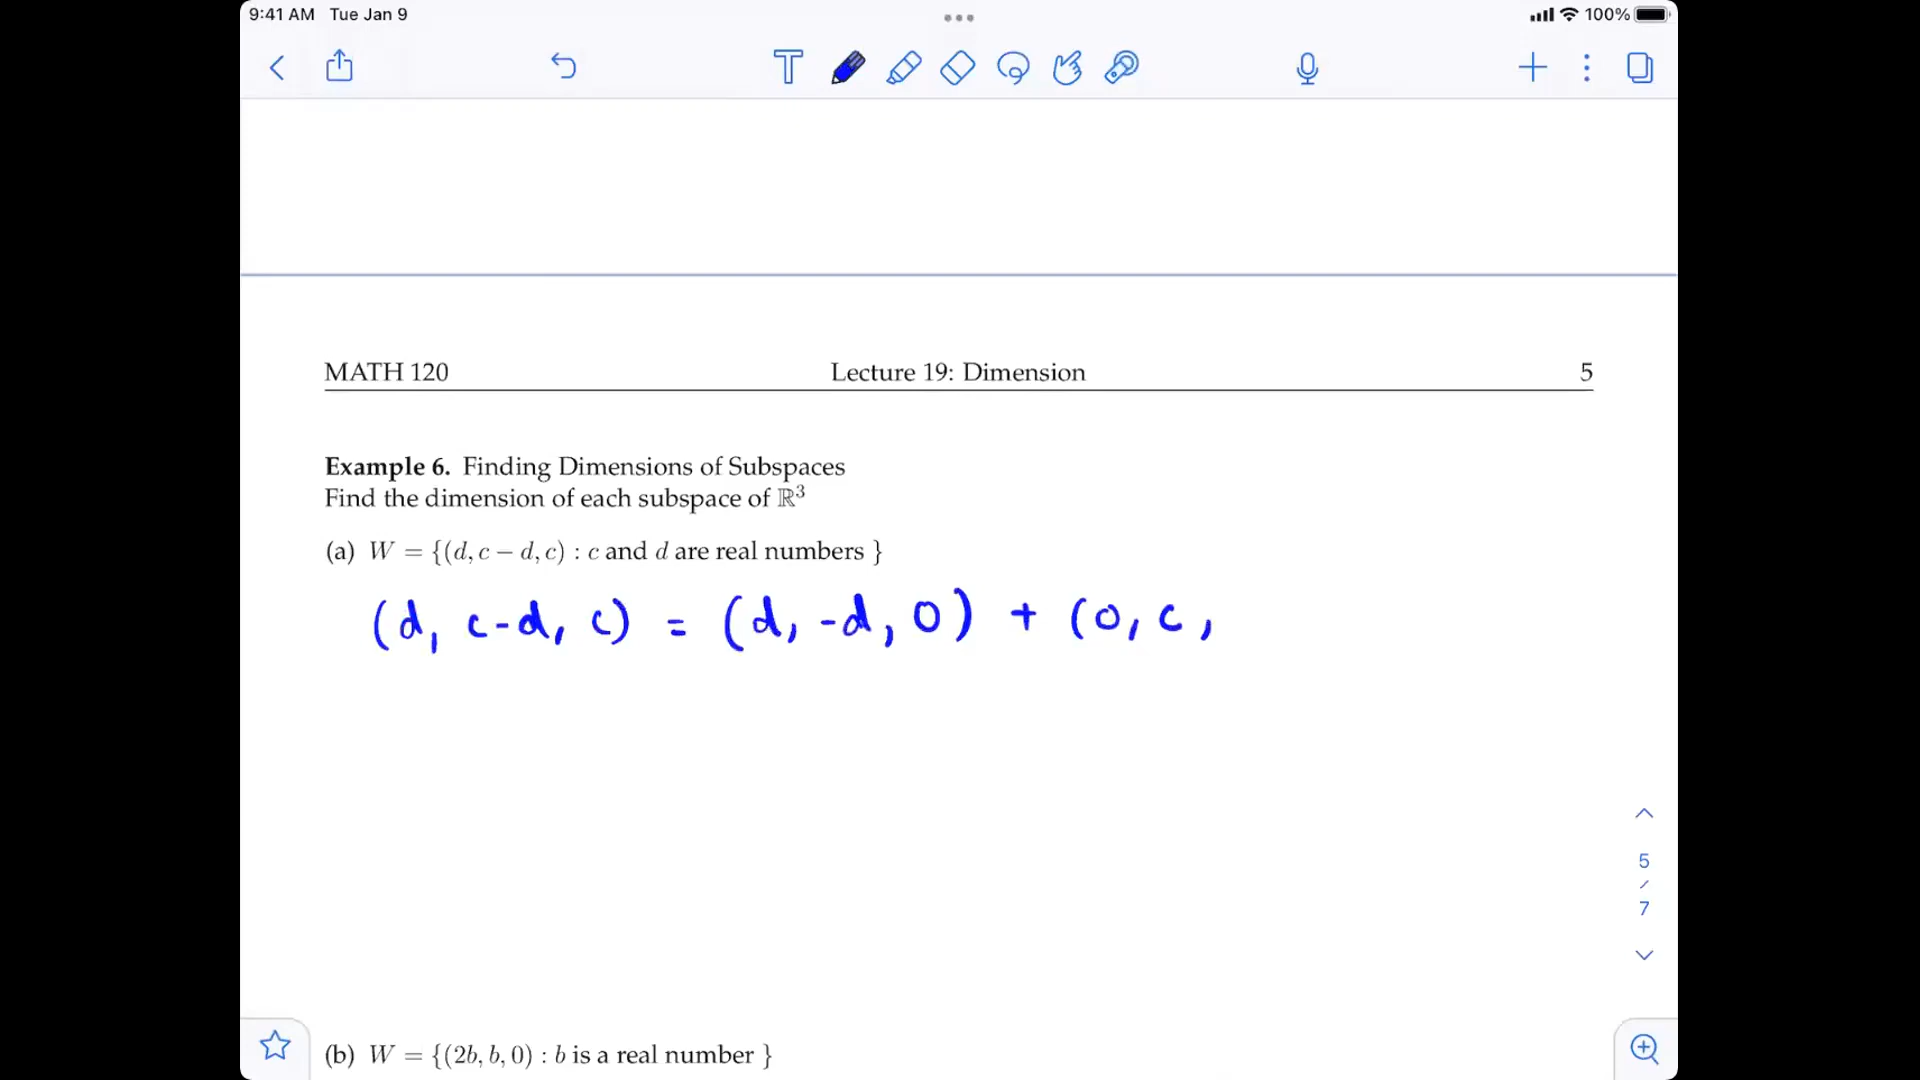 9:41 AM Tue Jan 9
100%
MATH 120 Lecture 19: Dimension 5
Example 6. Finding Dimensions of Subspaces
Find the dimension of each subspace of ℝ³
(a) W = {(d, c − d, c) : c and d are real numbers }
(d, c-d, c) = (d, -d, 0) + (0, c,
5
/
7
(b) W = {(2b, b, 0) : b is a real number }